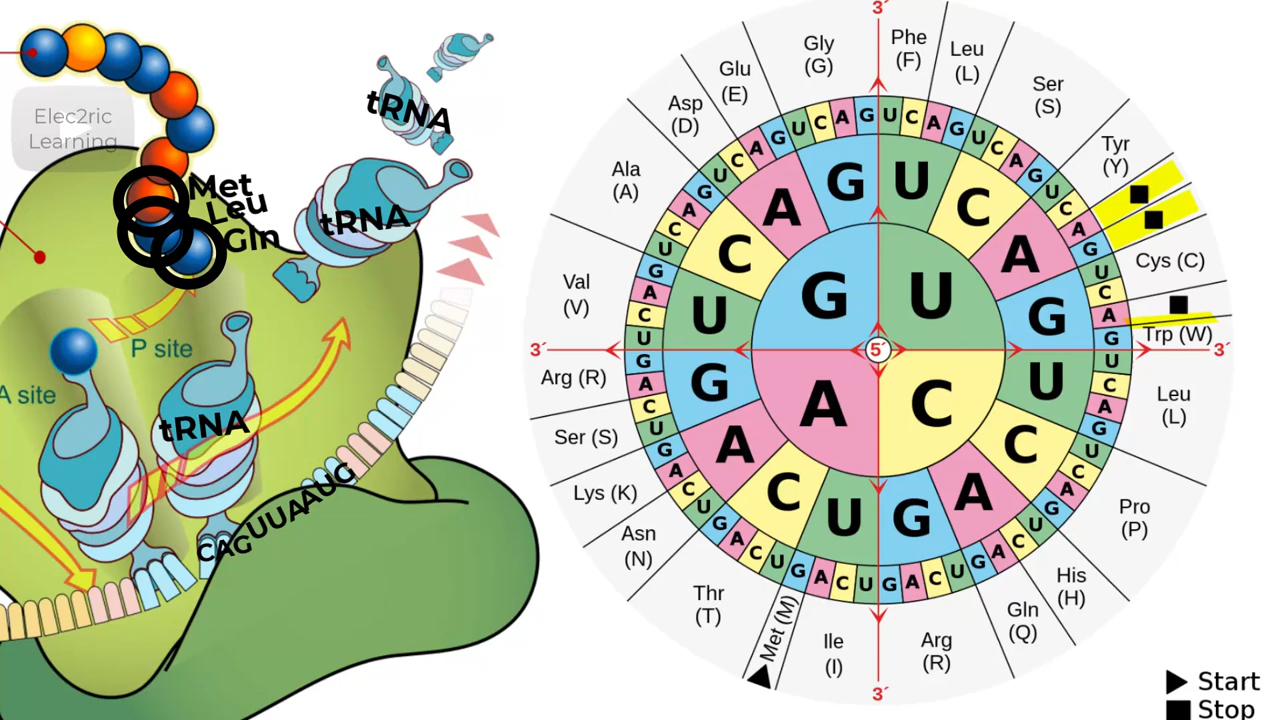 Elec2ric
Learning
tRNA
tRNA
Met
Leu
Gln
P site
A site
tRNA
CAGUUAAUG
3´
Gly
(G)
Phe
(F)
Leu
(L)
Ser
(S)
Tyr
(Y)
Cys (C)
Trp (W)
3´
Leu
(L)
Pro
(P)
His
(H)
Gln
(Q)
Arg
(R)
3´
Ile
(I)
Met (M)
Thr
(T)
Asn
(N)
Lys (K)
Ser (S)
Arg (R)
3´
Val
(V)
Ala
(A)
Asp
(D)
Glu
(E)
5´
G U
A C
G U C A G U C A G U C A G U C A
U C A G U C A G U C A G U C A G U C A G U C A G U C A G U C A G U C A G U C A G U C A G U C A G U C A G U C A G U C A G U C A G
Start
Stop